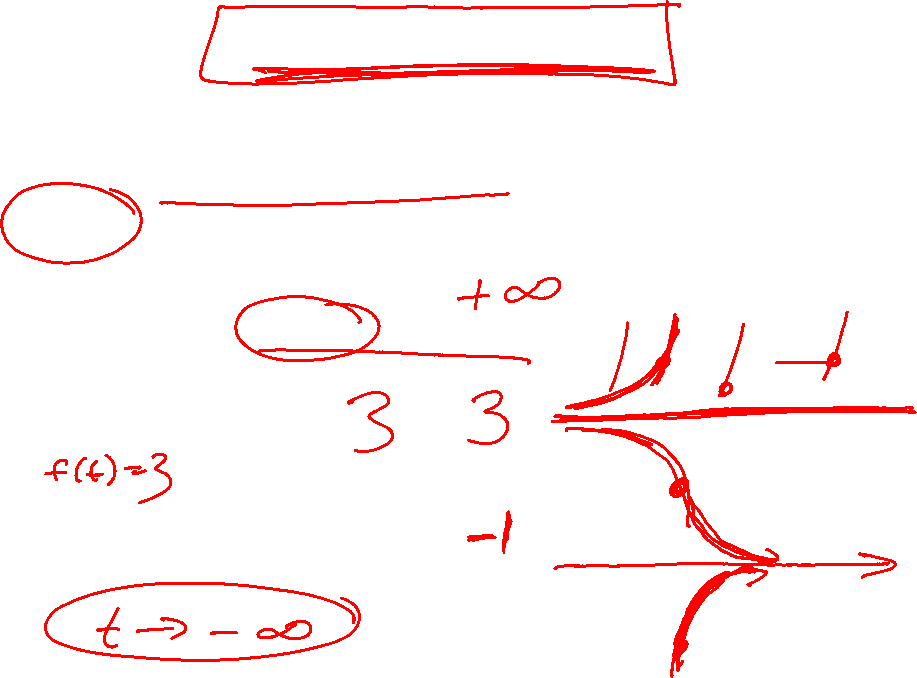 + ∞
3 3
f(t)=3
-1
t → - ∞